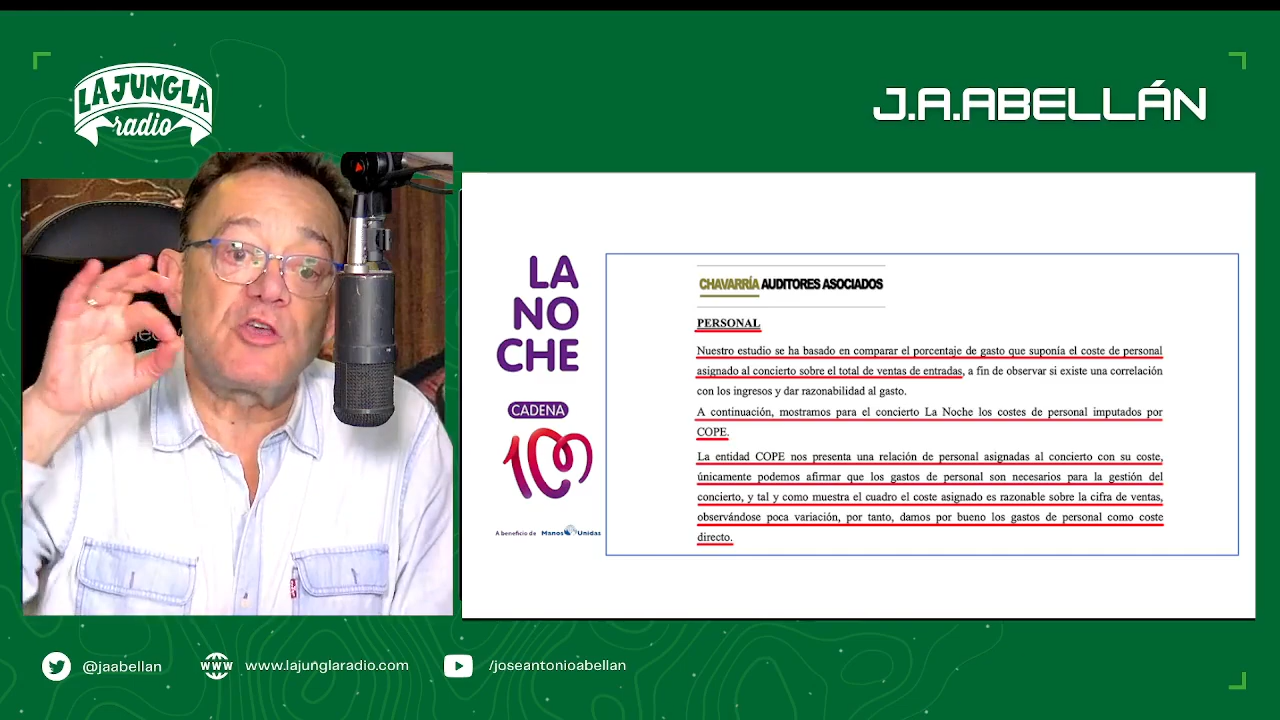 LA JUNGLA
radio
J.A.ABELLÁN
LA
NO
CHE
CADENA
100
A beneficio de Manos Unidas
CHAVARRÍA AUDITORES ASOCIADOS
PERSONAL
Nuestro estudio se ha basado en comparar el porcentaje de gasto que suponía el coste de personal
asignado al concierto sobre el total de ventas de entradas, a fin de observar si existe una correlación
con los ingresos y dar razonabilidad al gasto.
A continuación, mostramos para el concierto La Noche los costes de personal imputados por
COPE.
La entidad COPE nos presenta una relación de personal asignadas al concierto con su coste,
únicamente podemos afirmar que los gastos de personal son necesarios para la gestión del
concierto, y tal y como muestra el cuadro el coste asignado es razonable sobre la cifra de ventas,
observándose poca variación, por tanto, damos por bueno los gastos de personal como coste
directo.
@jaabellan
www.lajunglaradio.com
/joseantonioabellan